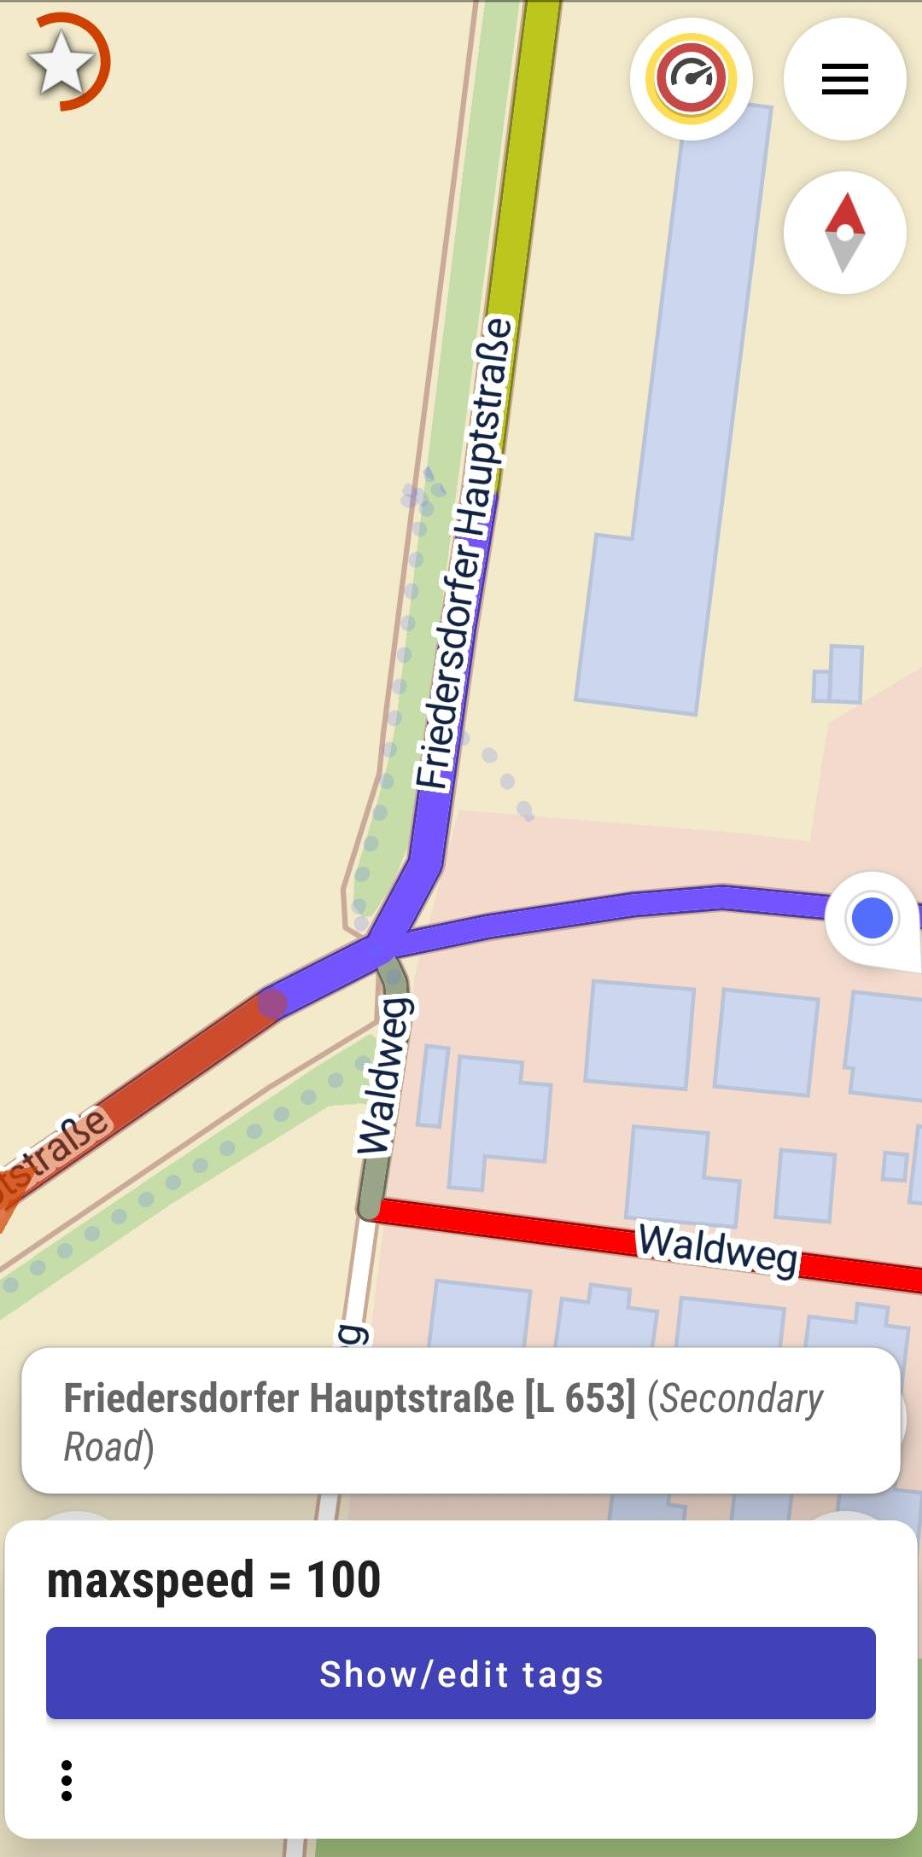 Friedersdorfer Hauptstraße
Waldweg
Waldweg
Friedersdorfer Hauptstraße [L 653] (Secondary
Road)
maxspeed = 100
Show/edit tags